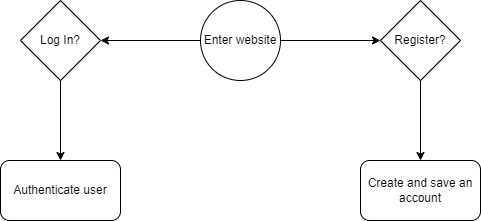 Log In?
Enter website
Register?
Authenticate user
Create and save an
account